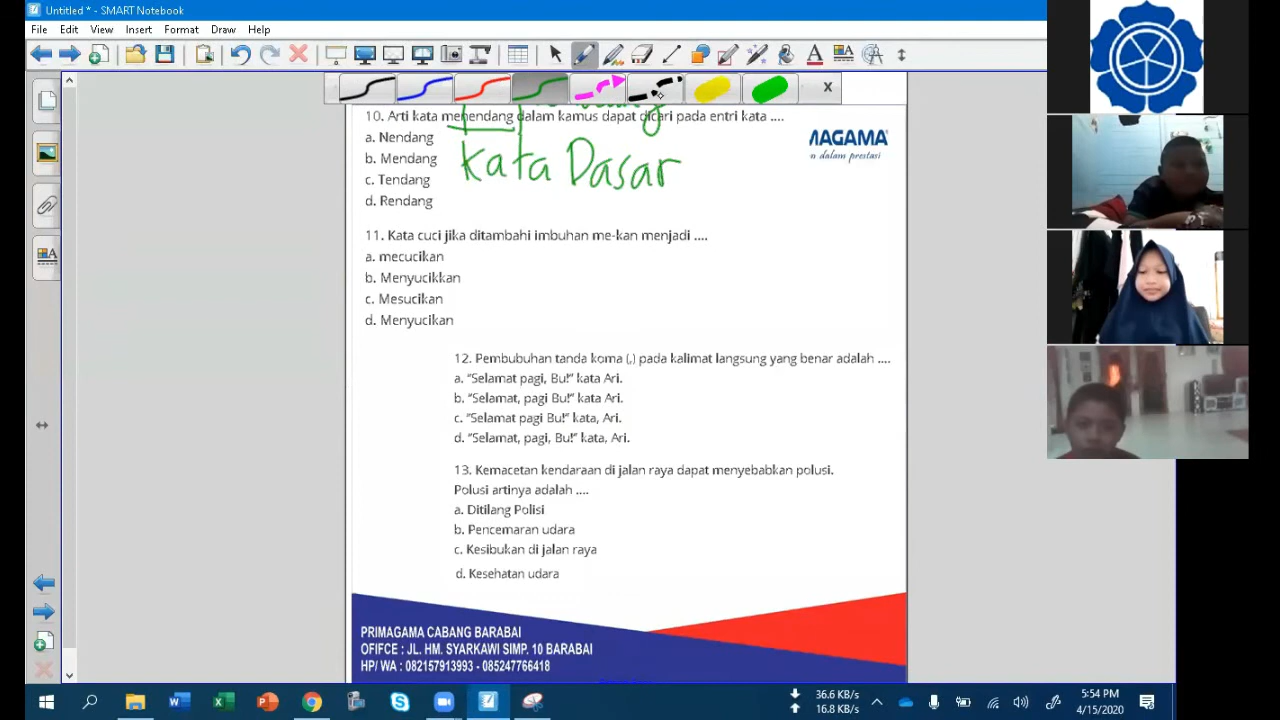 Untitled * - SMART Notebook
File Edit View Insert Format Draw Help
x
10. Arti kata menendang dalam kamus dapat dicari pada entri kata ....
a. Nendang
b. Mendang
c. Tendang
d. Rendang
kata Dasar
MAGAMA
n dalam prestasi
11. Kata cuci jika ditambahi imbuhan me-kan menjadi ....
a. mecucikan
b. Menyucikkan
c. Mesucikan
d. Menyucikan
12. Pembubuhan tanda koma (,) pada kalimat langsung yang benar adalah ....
a. “Selamat pagi, Bu!” kata Ari.
b. “Selamat, pagi Bu!” kata Ari.
c. “Selamat pagi Bu!” kata, Ari.
d. “Selamat, pagi, Bu!” kata, Ari.
13. Kemacetan kendaraan di jalan raya dapat menyebabkan polusi.
Polusi artinya adalah ....
a. Ditilang Polisi
b. Pencemaran udara
c. Kesibukan di jalan raya
d. Kesehatan udara
PRIMAGAMA CABANG BARABAI
OFIFCE : JL. HM. SYARKAWI SIMP. 10 BARABAI
HP/ WA : 082157913993 - 085247766418
36.6 KB/s
16.8 KB/s
5:54 PM
4/15/2020